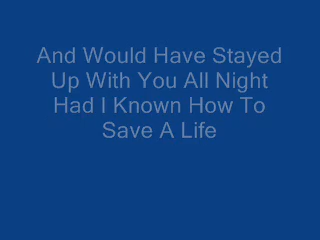 And Would Have Stayed
Up With You All Night
Had I Known How To
Save A Life